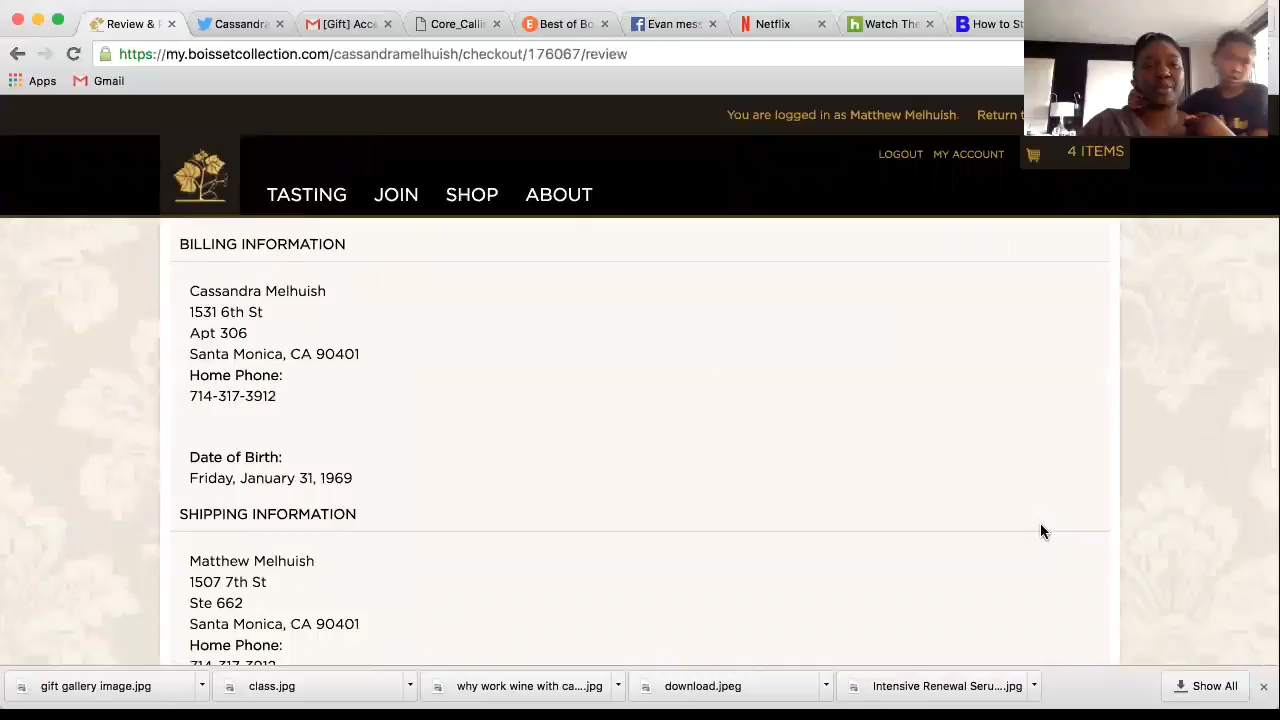 Review & P
Cassandra
[Gift] Acce
Core_Calli
Best of Bo
Evan mess
Netflix
Watch The
How to St
https://my.boissetcollection.com/cassandramelhuish/checkout/176067/review
Apps
Gmail
You are logged in as Matthew Melhuish.
Return t
LOGOUT MY ACCOUNT
4 ITEMS
TASTING JOIN SHOP ABOUT
BILLING INFORMATION
Cassandra Melhuish
1531 6th St
Apt 306
Santa Monica, CA 90401
Home Phone:
714-317-3912
Date of Birth:
Friday, January 31, 1969
SHIPPING INFORMATION
Matthew Melhuish
1507 7th St
Ste 662
Santa Monica, CA 90401
Home Phone:
714-317-3912
gift gallery image.jpg
class.jpg
why work wine with ca....jpg
download.jpeg
Intensive Renewal Seru....jpg
Show All